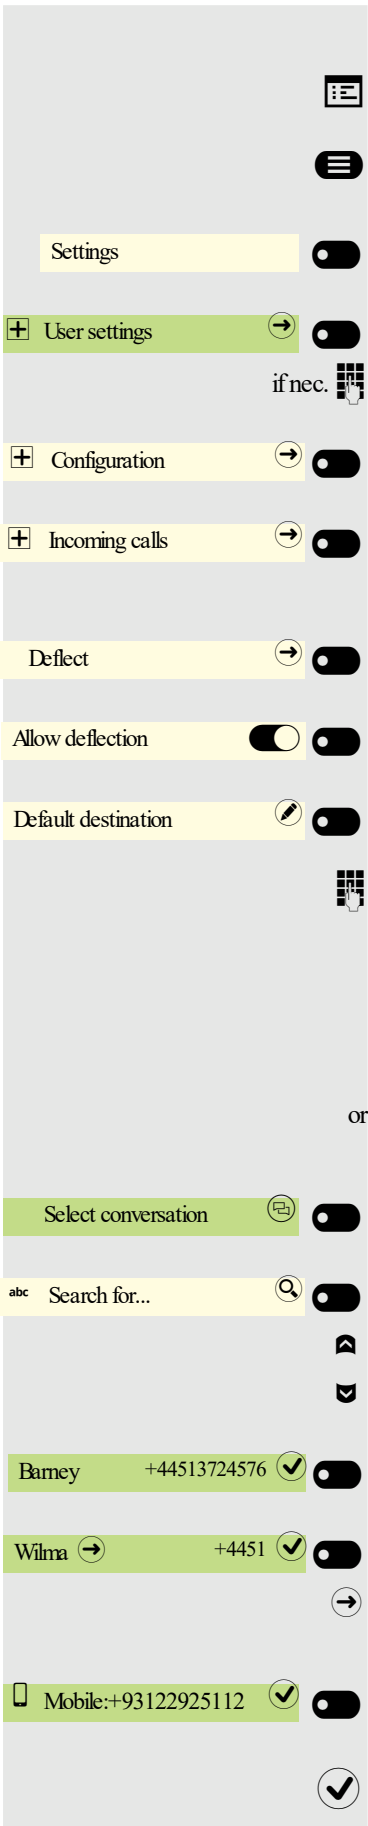 Settings
User settings
if nec.
Configuration
Incoming calls
Deflect
Allow deflection
Default destination
or
Select conversation
abc Search for...
Barney +44513724576
Wilma +4451
Mobile:+93122925112